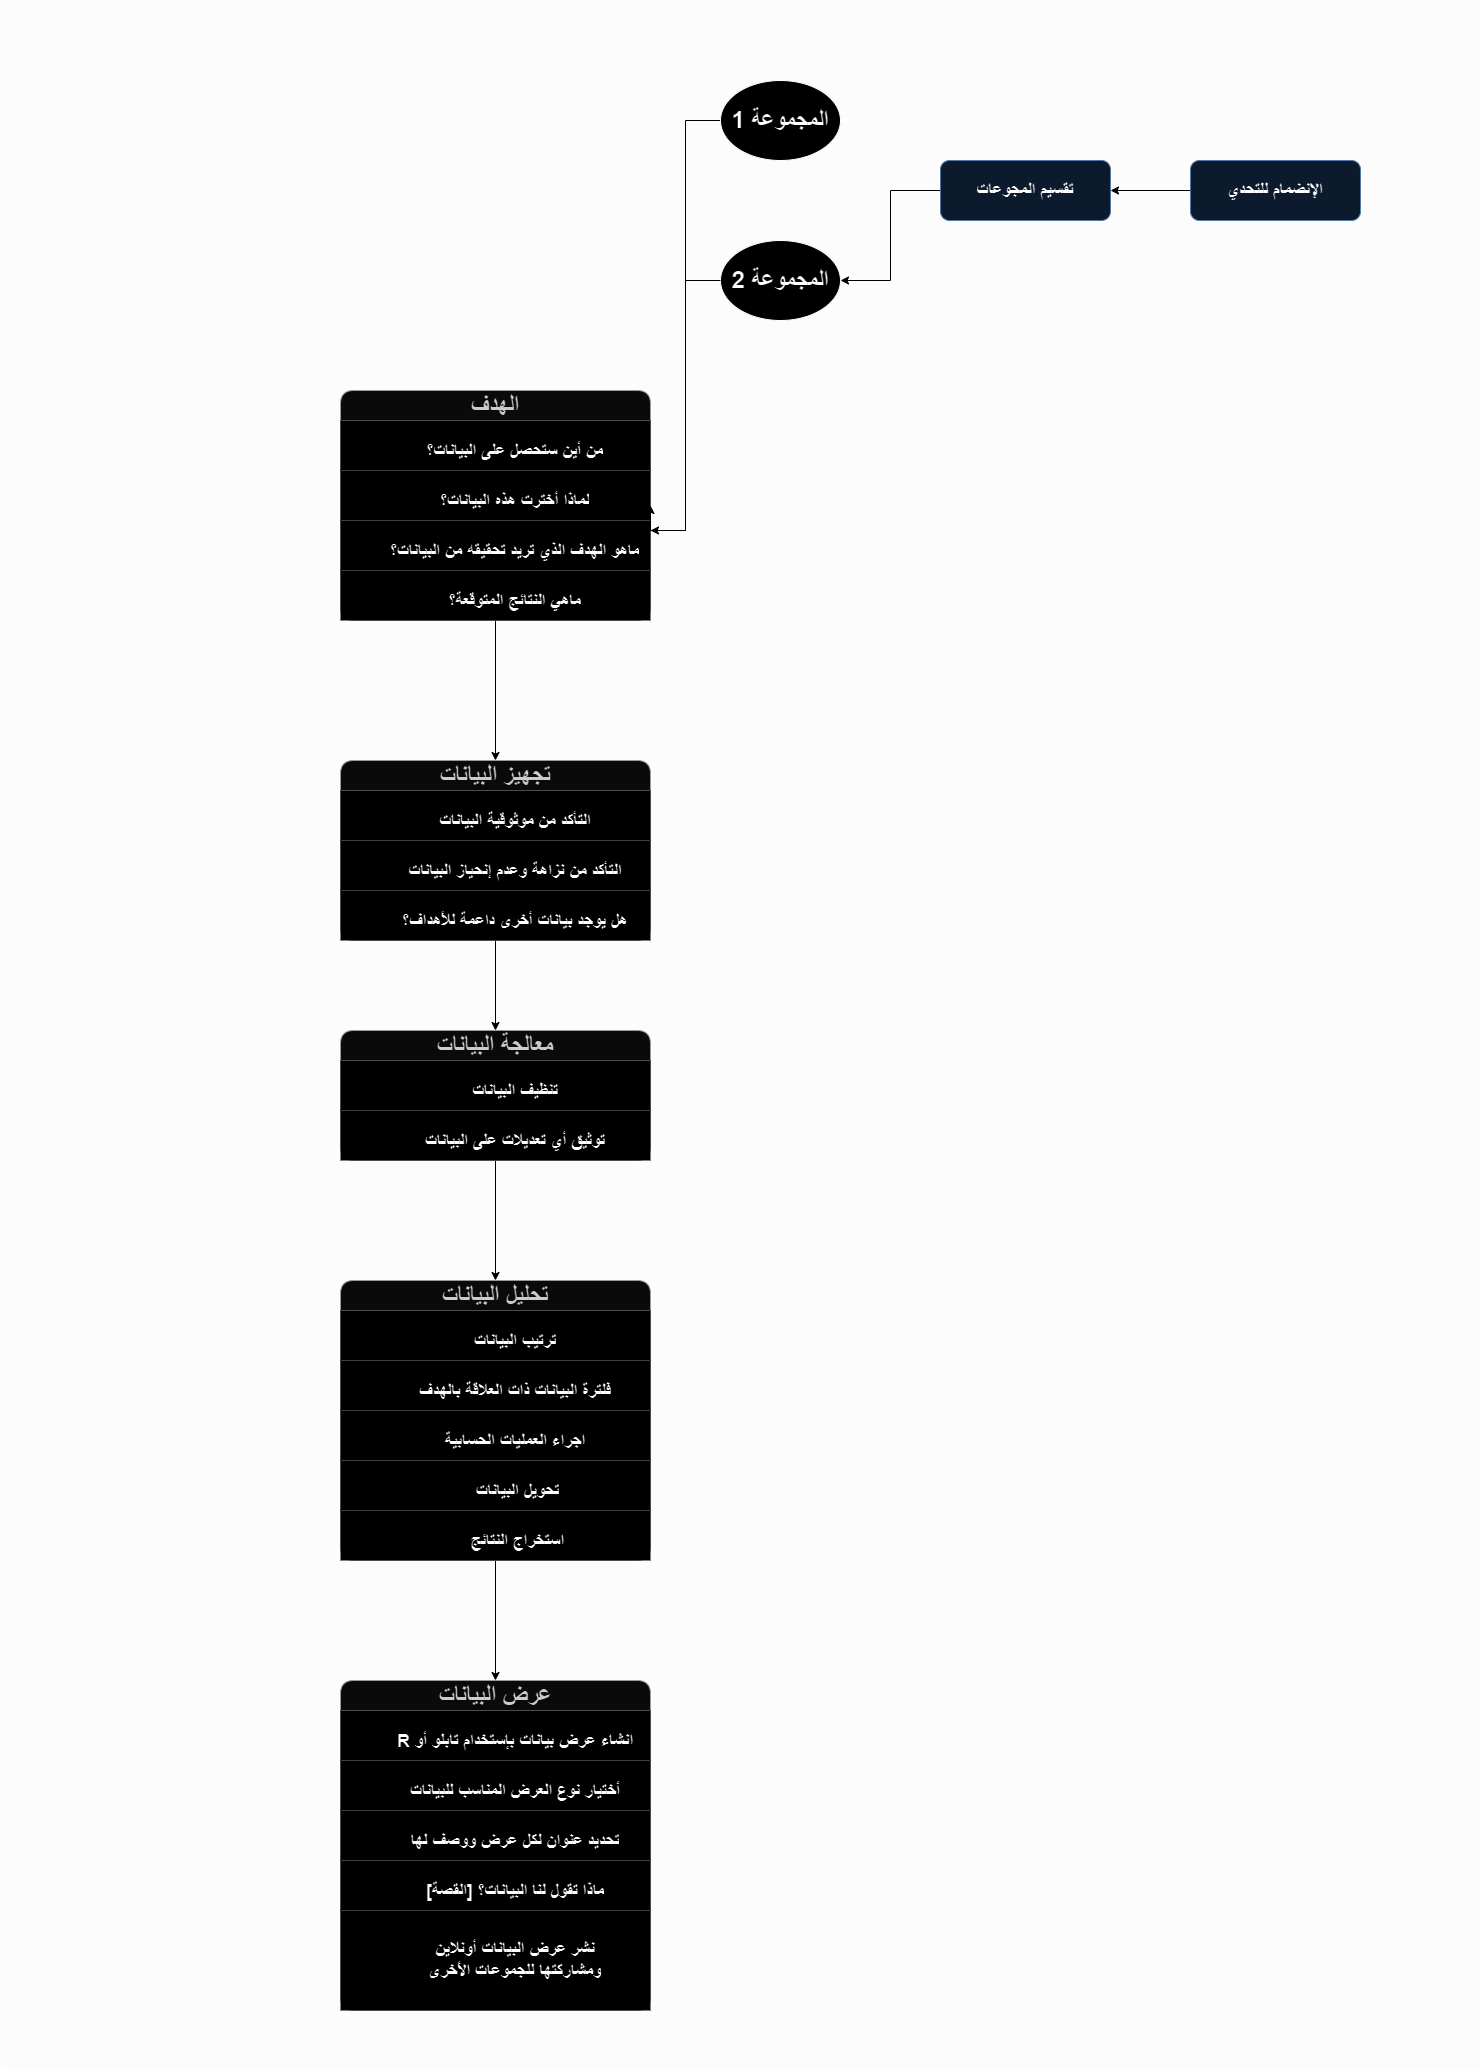 الإنضمام للتحدي
تقسيم المجوعات
المجموعة 1
المجموعة 2
الهدف
من أين ستحصل على البيانات؟
لماذا أخترت هذه البيانات؟
ماهو الهدف الذي تريد تحقيقه من البيانات؟
ماهي النتائج المتوقعة؟
تجهيز البيانات
التأكد من موثوقية البيانات
التأكد من نزاهة وعدم إنحياز البيانات
هل يوجد بيانات أخرى داعمة للأهداف؟
معالجة البيانات
تنظيف البيانات
توثيق أي تعديلات على البيانات
تحليل البيانات
ترتيب البيانات
فلترة البيانات ذات العلاقة بالهدف
اجراء العمليات الحسابية
تحويل البيانات
استخراج النتائج
عرض البيانات
انشاء عرض بيانات بإستخدام تابلو أو R
أختيار نوع العرض المناسب للبيانات
تحديد عنوان لكل عرض ووصف لها
ماذا تقول لنا البيانات؟ [القصة]
نشر عرض البيانات أونلاين
ومشاركتها للجموعات الأخرى